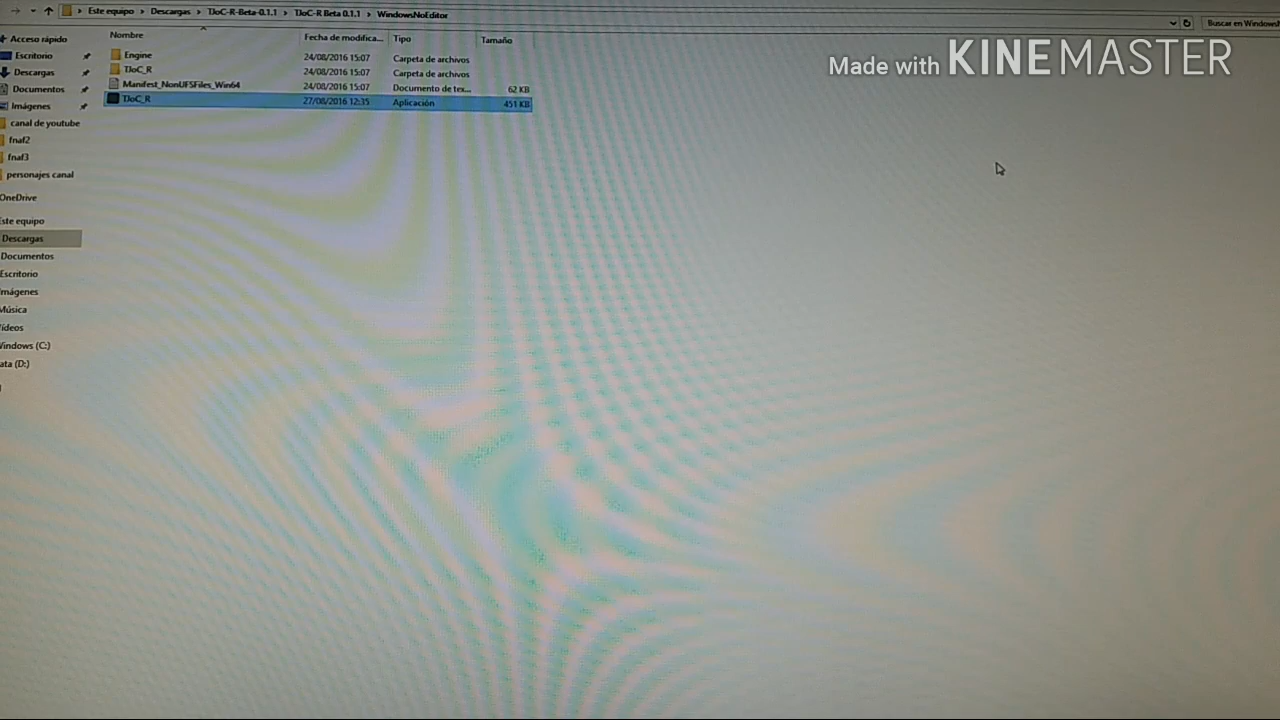 Este equipo > Descargas > TJoC-R-Beta-0.1.1 > TJoC-R Beta 0.1.1 > WindowsNoEditor
Buscar en WindowsN
Made with KINEMASTER
Nombre Fecha de modifica... Tipo Tamaño
Engine 24/08/2016 15:07 Carpeta de archivos
TJoC_R 24/08/2016 15:07 Carpeta de archivos
Manifest_NonUFSFiles_Win64 24/08/2016 15:07 Documento de tex... 62 KB
TJoC_R 27/08/2016 12:35 Aplicación 451 KB
Acceso rápido
Escritorio
Descargas
Documentos
Imágenes
canal de youtube
fnaf2
fnaf3
personajes canal
OneDrive
ste equipo
Descargas
Documentos
Escritorio
mágenes
Música
ídeos
Windows (C:)
ata (D:)